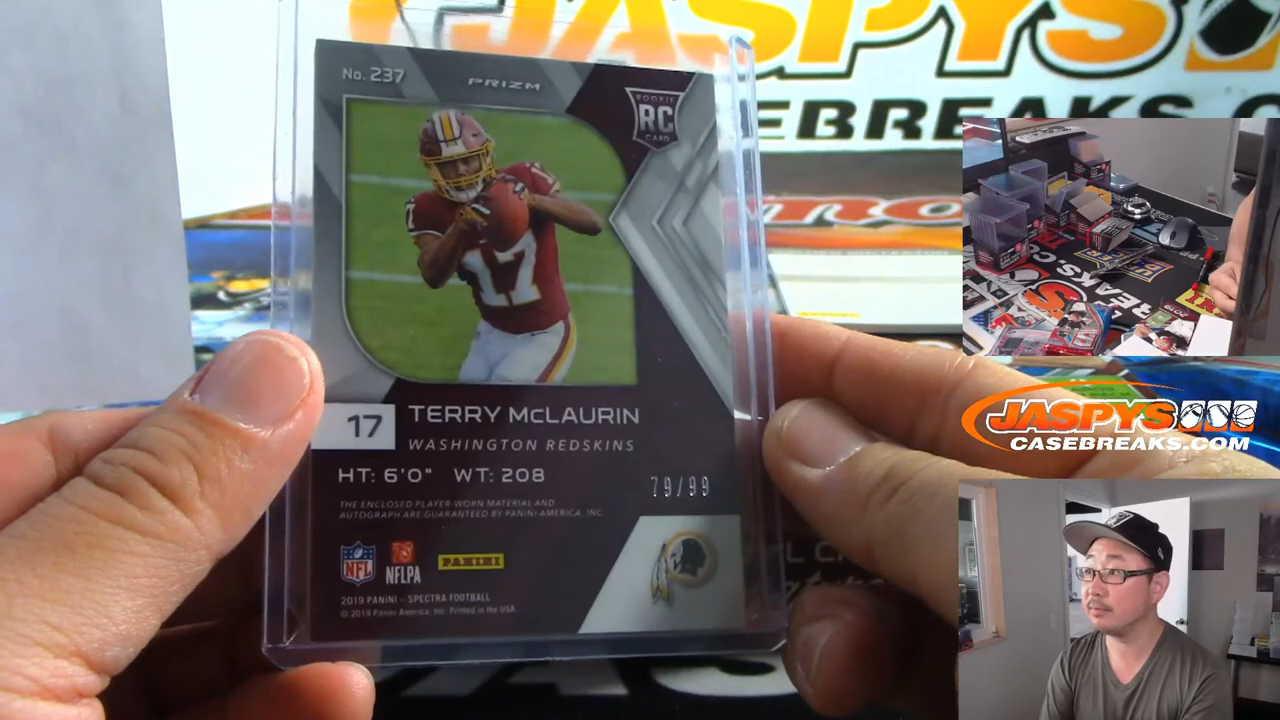 JASPYS
EBREAKS.C
No. 237
PRIZM
ROOKIE
RC
CARD
17
17
17
TERRY McLAURIN
WASHINGTON REDSKINS
HT: 6'0" WT: 208
79/99
THE ENCLOSED PLAYER WORN MATERIAL AND
AUTOGRAPH ARE GUARANTEED BY PANINI AMERICA, INC.
NFL
NFLPA
PANINI
2019 PANINI - SPECTRA FOOTBALL
© 2019 Panini America, Inc. Printed in the USA.
JASPYS
CASEBREAKS.COM